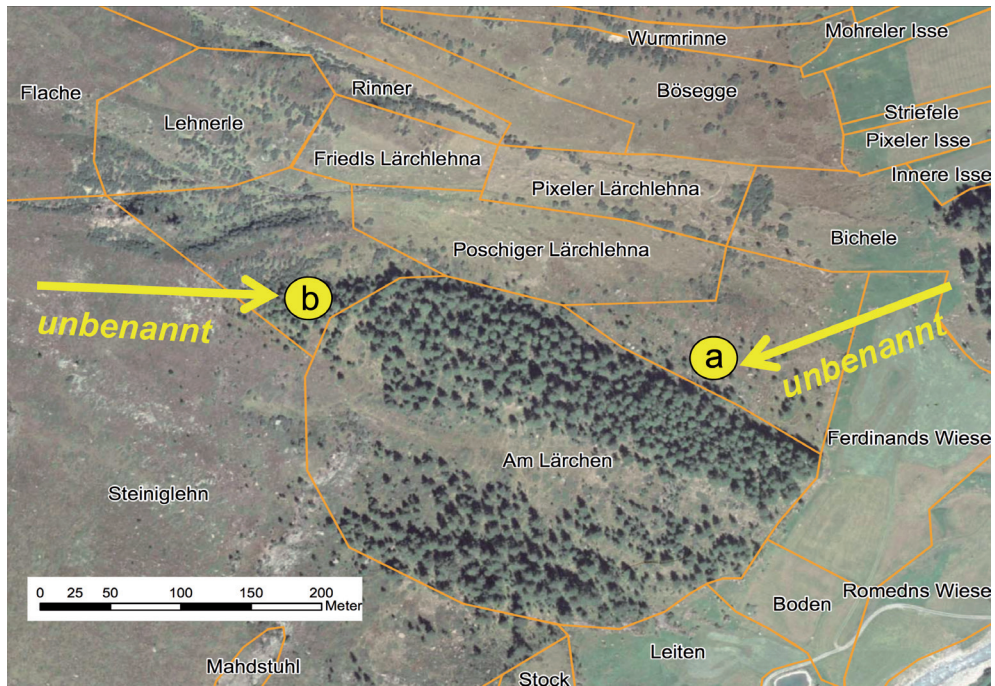 Wurmrinne
Mohreler Isse
Flache
Rinner
Bösegge
Striefele
Lehnerle
Pixeler Isse
Friedls Lärchlehna
Innere Isse
Pixeler Lärchlehna
Poschiger Lärchlehna
Bichele
b
unbenannt
a
unbenannt
Ferdinands Wiese
Am Lärchen
Steiniglehn
0 25 50 100 150 200
Meter
Boden
Romedns Wiese
Leiten
Mahdstuhl
Stock